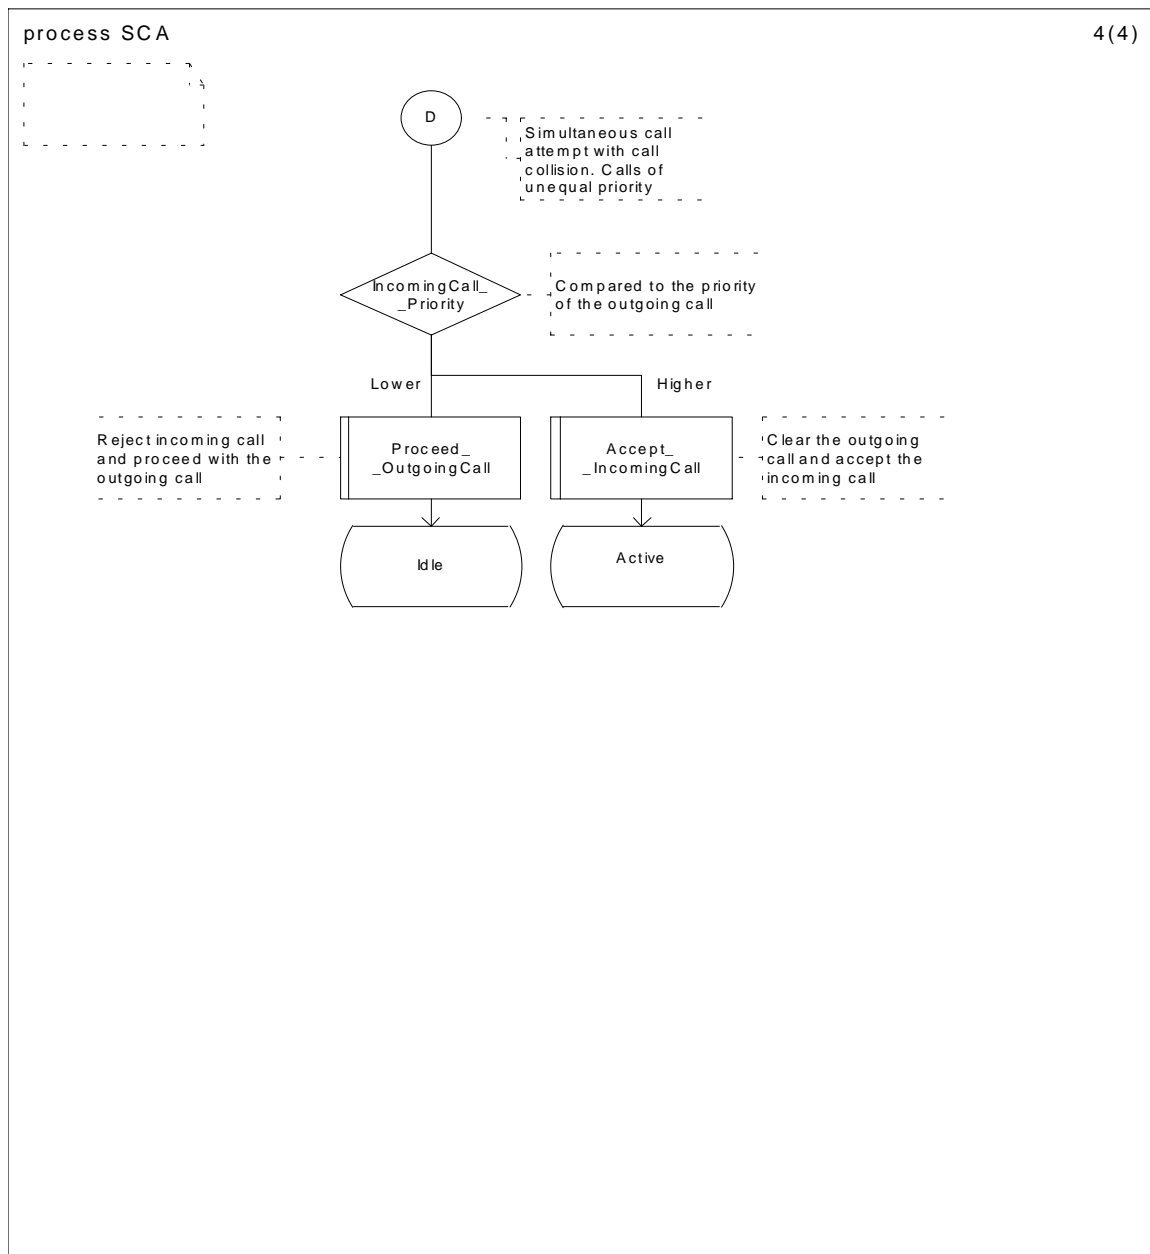 process SCA
4(4)
D
Simultaneous call
attempt with call
collision. Calls of
unequal priority
IncomingCall_
_Priority
Compared to the priority
of the outgoing call
Lower
Higher
Reject incoming call
and proceed with the
outgoing call
Proceed_
_OutgoingCall
Accept_
_IncomingCall
Clear the outgoing
call and accept the
incoming call
Idle
Active